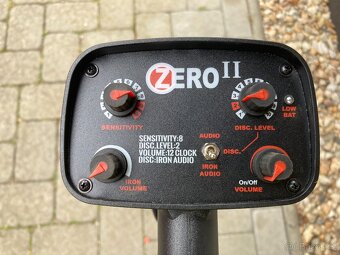 ZERO II
SENSITIVITY
DISC. LEVEL
LOW
BAT
SENSITIVITY:8
DISC.LEVEL:2
VOLUME:12 CLOCK
DISC:IRON AUDIO
AUDIO
DISC.
IRON
AUDIO
IRON
VOLUME
On/Off
VOLUME